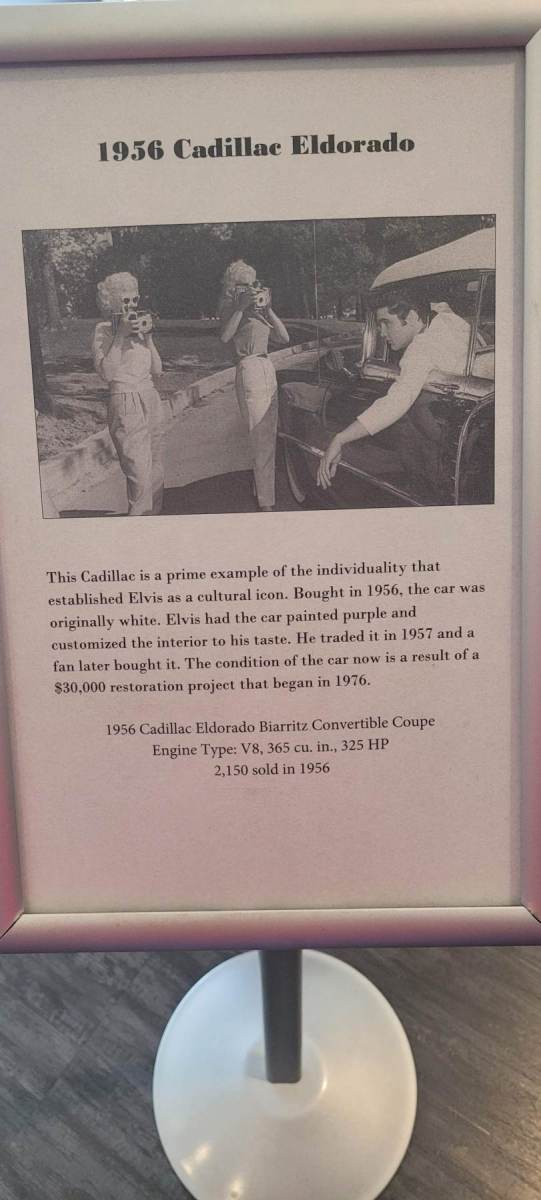 1956 Cadillac Eldorado
This Cadillac is a prime example of the individuality that
established Elvis as a cultural icon. Bought in 1956, the car was
originally white. Elvis had the car painted purple and
customized the interior to his taste. He traded it in 1957 and a
fan later bought it. The condition of the car now is a result of a
$30,000 restoration project that began in 1976.
1956 Cadillac Eldorado Biarritz Convertible Coupe
Engine Type: V8, 365 cu. in., 325 HP
2,150 sold in 1956